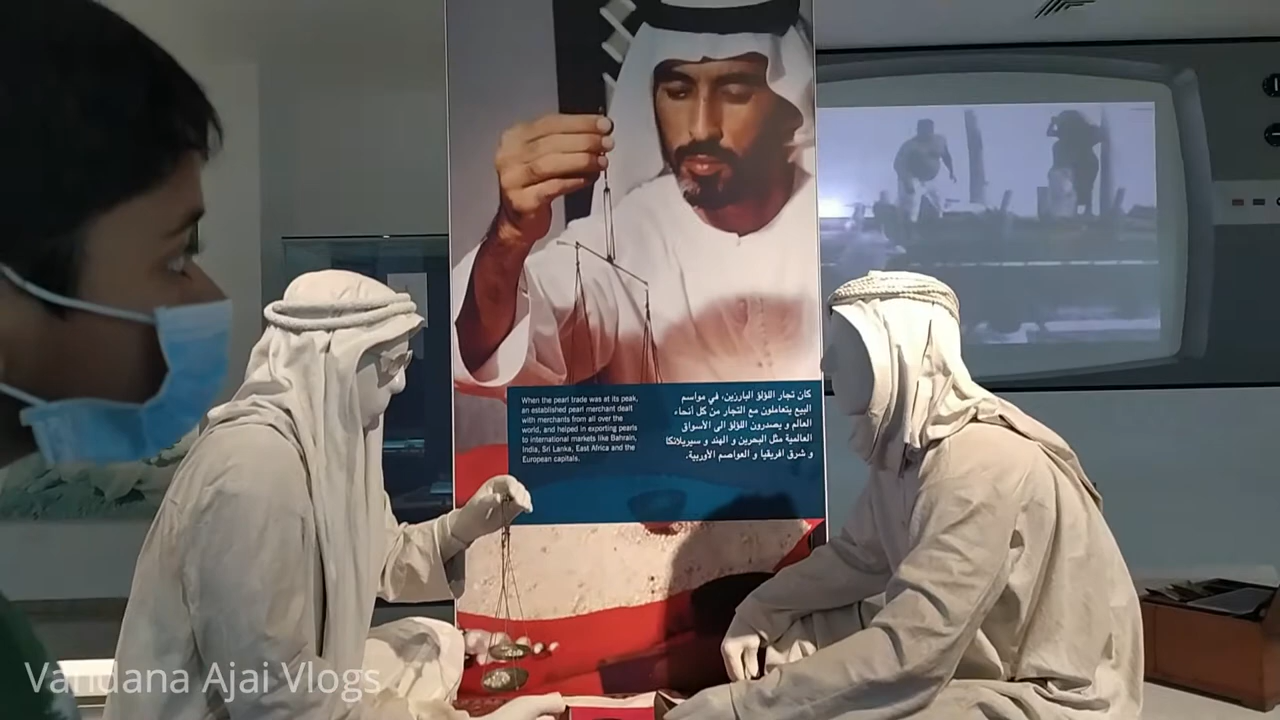 When the pearl trade was at its peak,
an established pearl merchant dealt
with merchants from all over the
world, and helped in exporting pearls
to international markets like Bahrain,
India, Sri Lanka, East Africa and the
European capitals.
كان تجار اللؤلؤ البارزين، في مواسم
البيع يتعاملون مع التجار من كل أنحاء
العالم و يصدرون اللؤلؤ الى الأسواق
العالمية مثل البحرين و الهند و سيريلانكا
و شرق افريقيا و العواصم الأوربية.
Vandana Ajai Vlogs